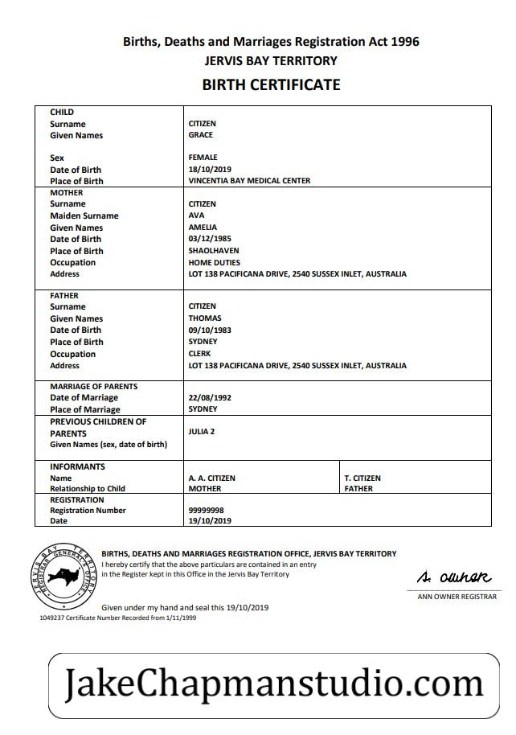 Births, Deaths and Marriages Registration Act 1996
JERVIS BAY TERRITORY
BIRTH CERTIFICATE
CHILD
Surname CITIZEN
Given Names GRACE
Sex FEMALE
Date of Birth 18/10/2019
Place of Birth VINCENTIA BAY MEDICAL CENTER
MOTHER
Surname CITIZEN
Maiden Surname AVA
Given Names AMELIA
Date of Birth 03/12/1985
Place of Birth SHAOLHAVEN
Occupation HOME DUTIES
Address LOT 138 PACIFICANA DRIVE, 2540 SUSSEX INLET, AUSTRALIA
FATHER
Surname CITIZEN
Given Names THOMAS
Date of Birth 09/10/1983
Place of Birth SYDNEY
Occupation CLERK
Address LOT 138 PACIFICANA DRIVE, 2540 SUSSEX INLET, AUSTRALIA
MARRIAGE OF PARENTS
Date of Marriage 22/08/1992
Place of Marriage SYDNEY
PREVIOUS CHILDREN OF
PARENTS JULIA 2
Given Names (sex, date of birth)
INFORMANTS
Name A. A. CITIZEN T. CITIZEN
Relationship to Child MOTHER FATHER
REGISTRATION
Registration Number 99999998
Date 19/10/2019
JERVIS BAY TERRITORY
REGISTRAR GENERAL'S OFFICE
BIRTHS, DEATHS AND MARRIAGES REGISTRATION OFFICE, JERVIS BAY TERRITORY
I hereby certify that the above particulars are contained in an entry
in the Register kept in this Office in the Jervis Bay Territory
A. owner
ANN OWNER REGISTRAR
Given under my hand and seal this 19/10/2019
1049237 Certificate Number Recorded from 1/11/1999
JakeChapmanstudio.com